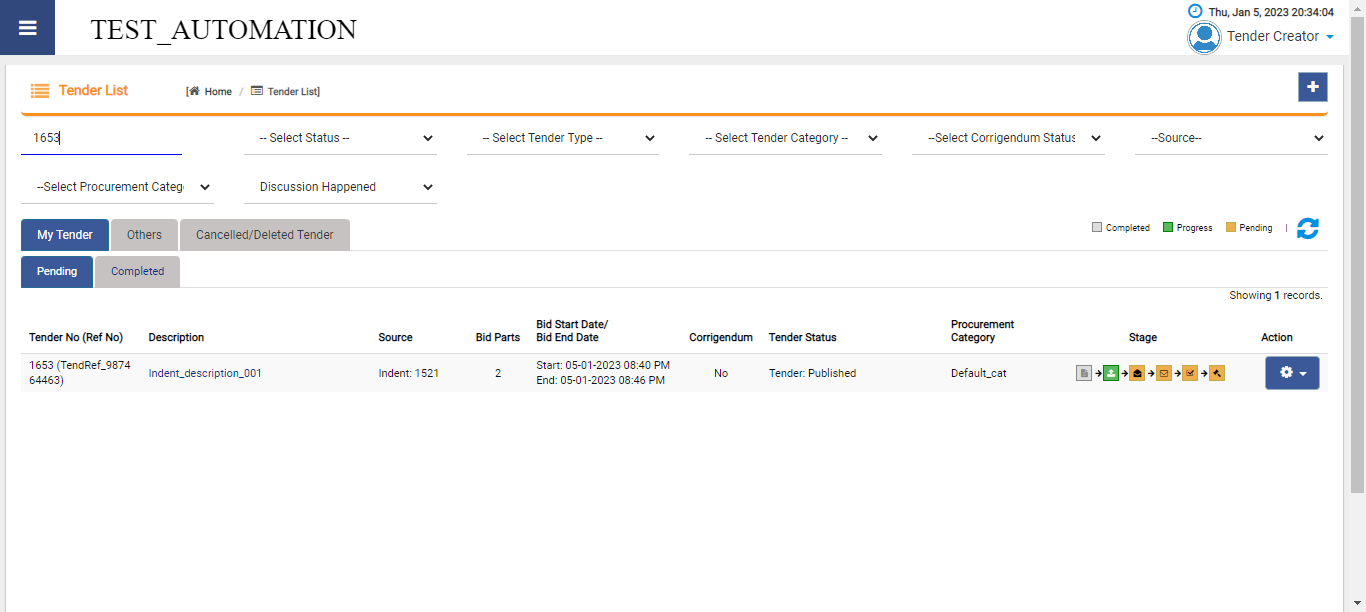 TEST_AUTOMATION
Thu, Jan 5, 2023 20:34:04
Tender Creator
Tender List
[ Home / Tender List]
1653
-- Select Status --
-- Select Tender Type --
-- Select Tender Category --
--Select Corrigendum Status
--Source--
--Select Procurement Categ
Discussion Happened
My Tender
Others
Cancelled/Deleted Tender
Completed
Progress
Pending
|
Pending
Completed
Showing 1 records.
Tender No (Ref No)
Description
Source
Bid Parts
Bid Start Date/
Bid End Date
Corrigendum
Tender Status
Procurement
Category
Stage
Action
1653 (TendRef_9874
64463)
Indent_description_001
Indent: 1521
2
Start: 05-01-2023 08:40 PM
End: 05-01-2023 08:46 PM
No
Tender: Published
Default_cat